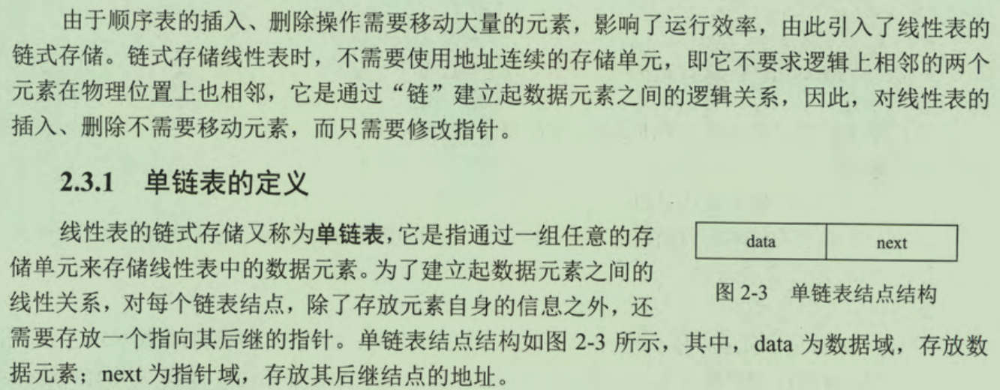 由于顺序表的插入、删除操作需要移动大量的元素，影响了运行效率，由此引入了线性表的
链式存储。链式存储线性表时，不需要使用地址连续的存储单元，即它不要求逻辑上相邻的两个
元素在物理位置上也相邻，它是通过“链”建立起数据元素之间的逻辑关系，因此，对线性表的
插入、删除不需要移动元素，而只需要修改指针。
2.3.1 单链表的定义
线性表的链式存储又称为单链表，它是指通过一组任意的存
储单元来存储线性表中的数据元素。为了建立起数据元素之间的
线性关系，对每个链表结点，除了存放元素自身的信息之外，还
data next
图 2-3 单链表结点结构
需要存放一个指向其后继的指针。单链表结点结构如图 2-3 所示，其中，data 为数据域，存放数
据元素；next 为指针域，存放其后继结点的地址。